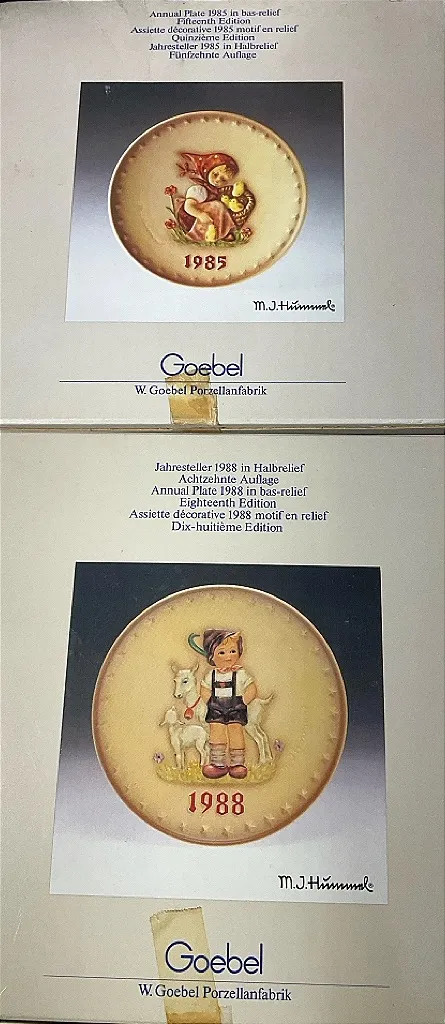 Annual Plate 1985 in bas-relief
Fifteenth Edition
Assiette décorative 1985 motif en relief
Quinzième Edition
Jahresteller 1985 in Halbrelief
Fünfzehnte Auflage
1985
M.J.Hummel®
Goebel
W. Goebel Porzellanfabrik
Jahresteller 1988 in Halbrelief
Achtzehnte Auflage
Annual Plate 1988 in bas-relief
Eighteenth Edition
Assiette décorative 1988 motif en relief
Dix-huitième Edition
1988
M.J.Hummel®
Goebel
W. Goebel Porzellanfabrik